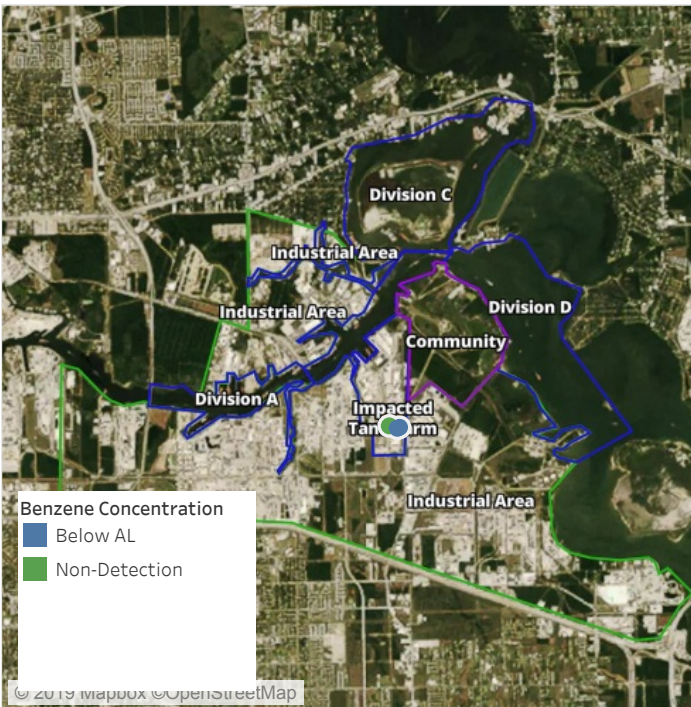 Division C
Industrial Area
Industrial Area
Division D
Community
Division A
Impacted
Tank Farm
Industrial Area
Benzene Concentration
Below AL
Non-Detection
© 2019 Mapbox ©OpenStreetMap